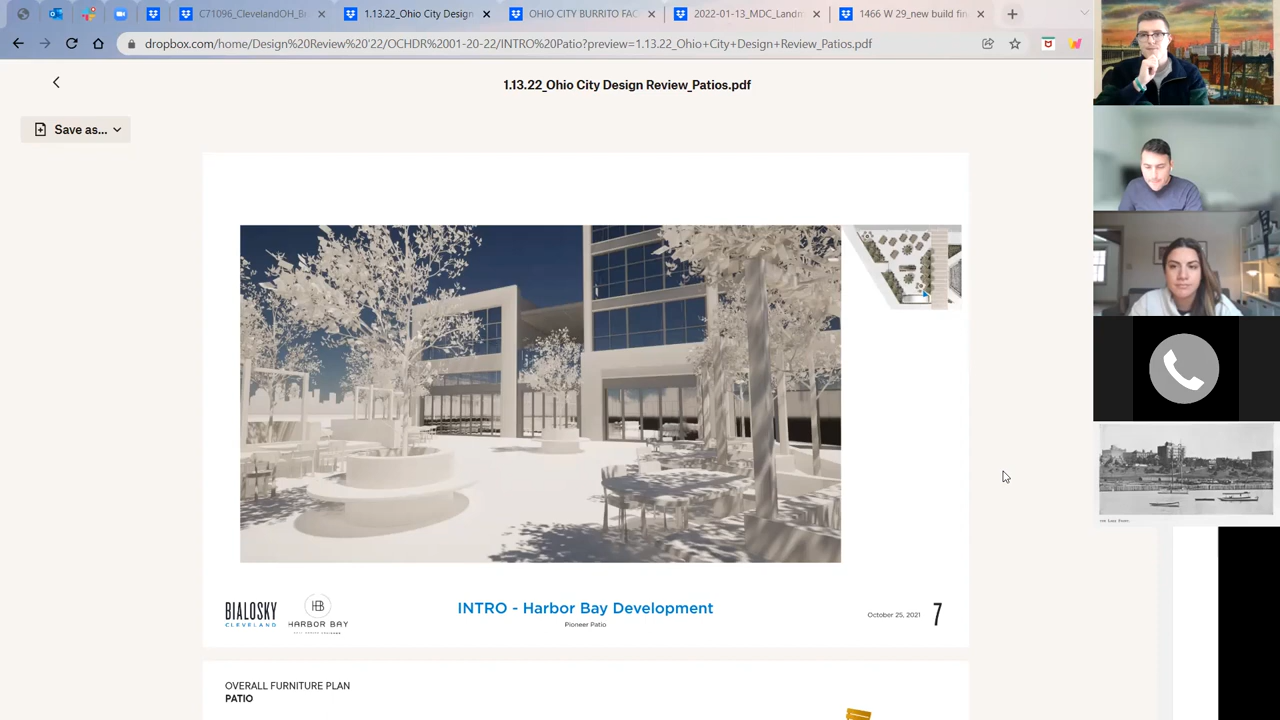 C71096_ClevelandOH_B
1.13.22_Ohio City Design
OHIO CITY BURRITO FAC
2022-01-13_MDC_Landm
1466 W 29_new build fin
dropbox.com/home/Design%20Review%20'22/OCHDR%2001-20-22/INTRO%20Patio?preview=1.13.22_Ohio+City+Design+Review_Patios.pdf
1.13.22_Ohio City Design Review_Patios.pdf
Save as...
BIALOSKY
CLEVELAND
HB
HARBOR BAY
INTRO - Harbor Bay Development
Pioneer Patio
October 25, 2021
7
OVERALL FURNITURE PLAN
PATIO